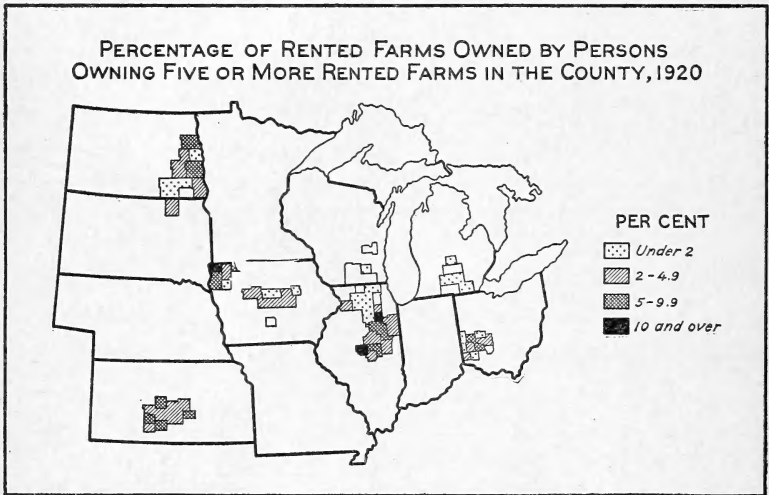 PERCENTAGE OF RENTED FARMS OWNED BY PERSONS
OWNING FIVE OR MORE RENTED FARMS IN THE COUNTY, 1920
PER CENT
Under 2
2-4.9
5-9.9
10 and over